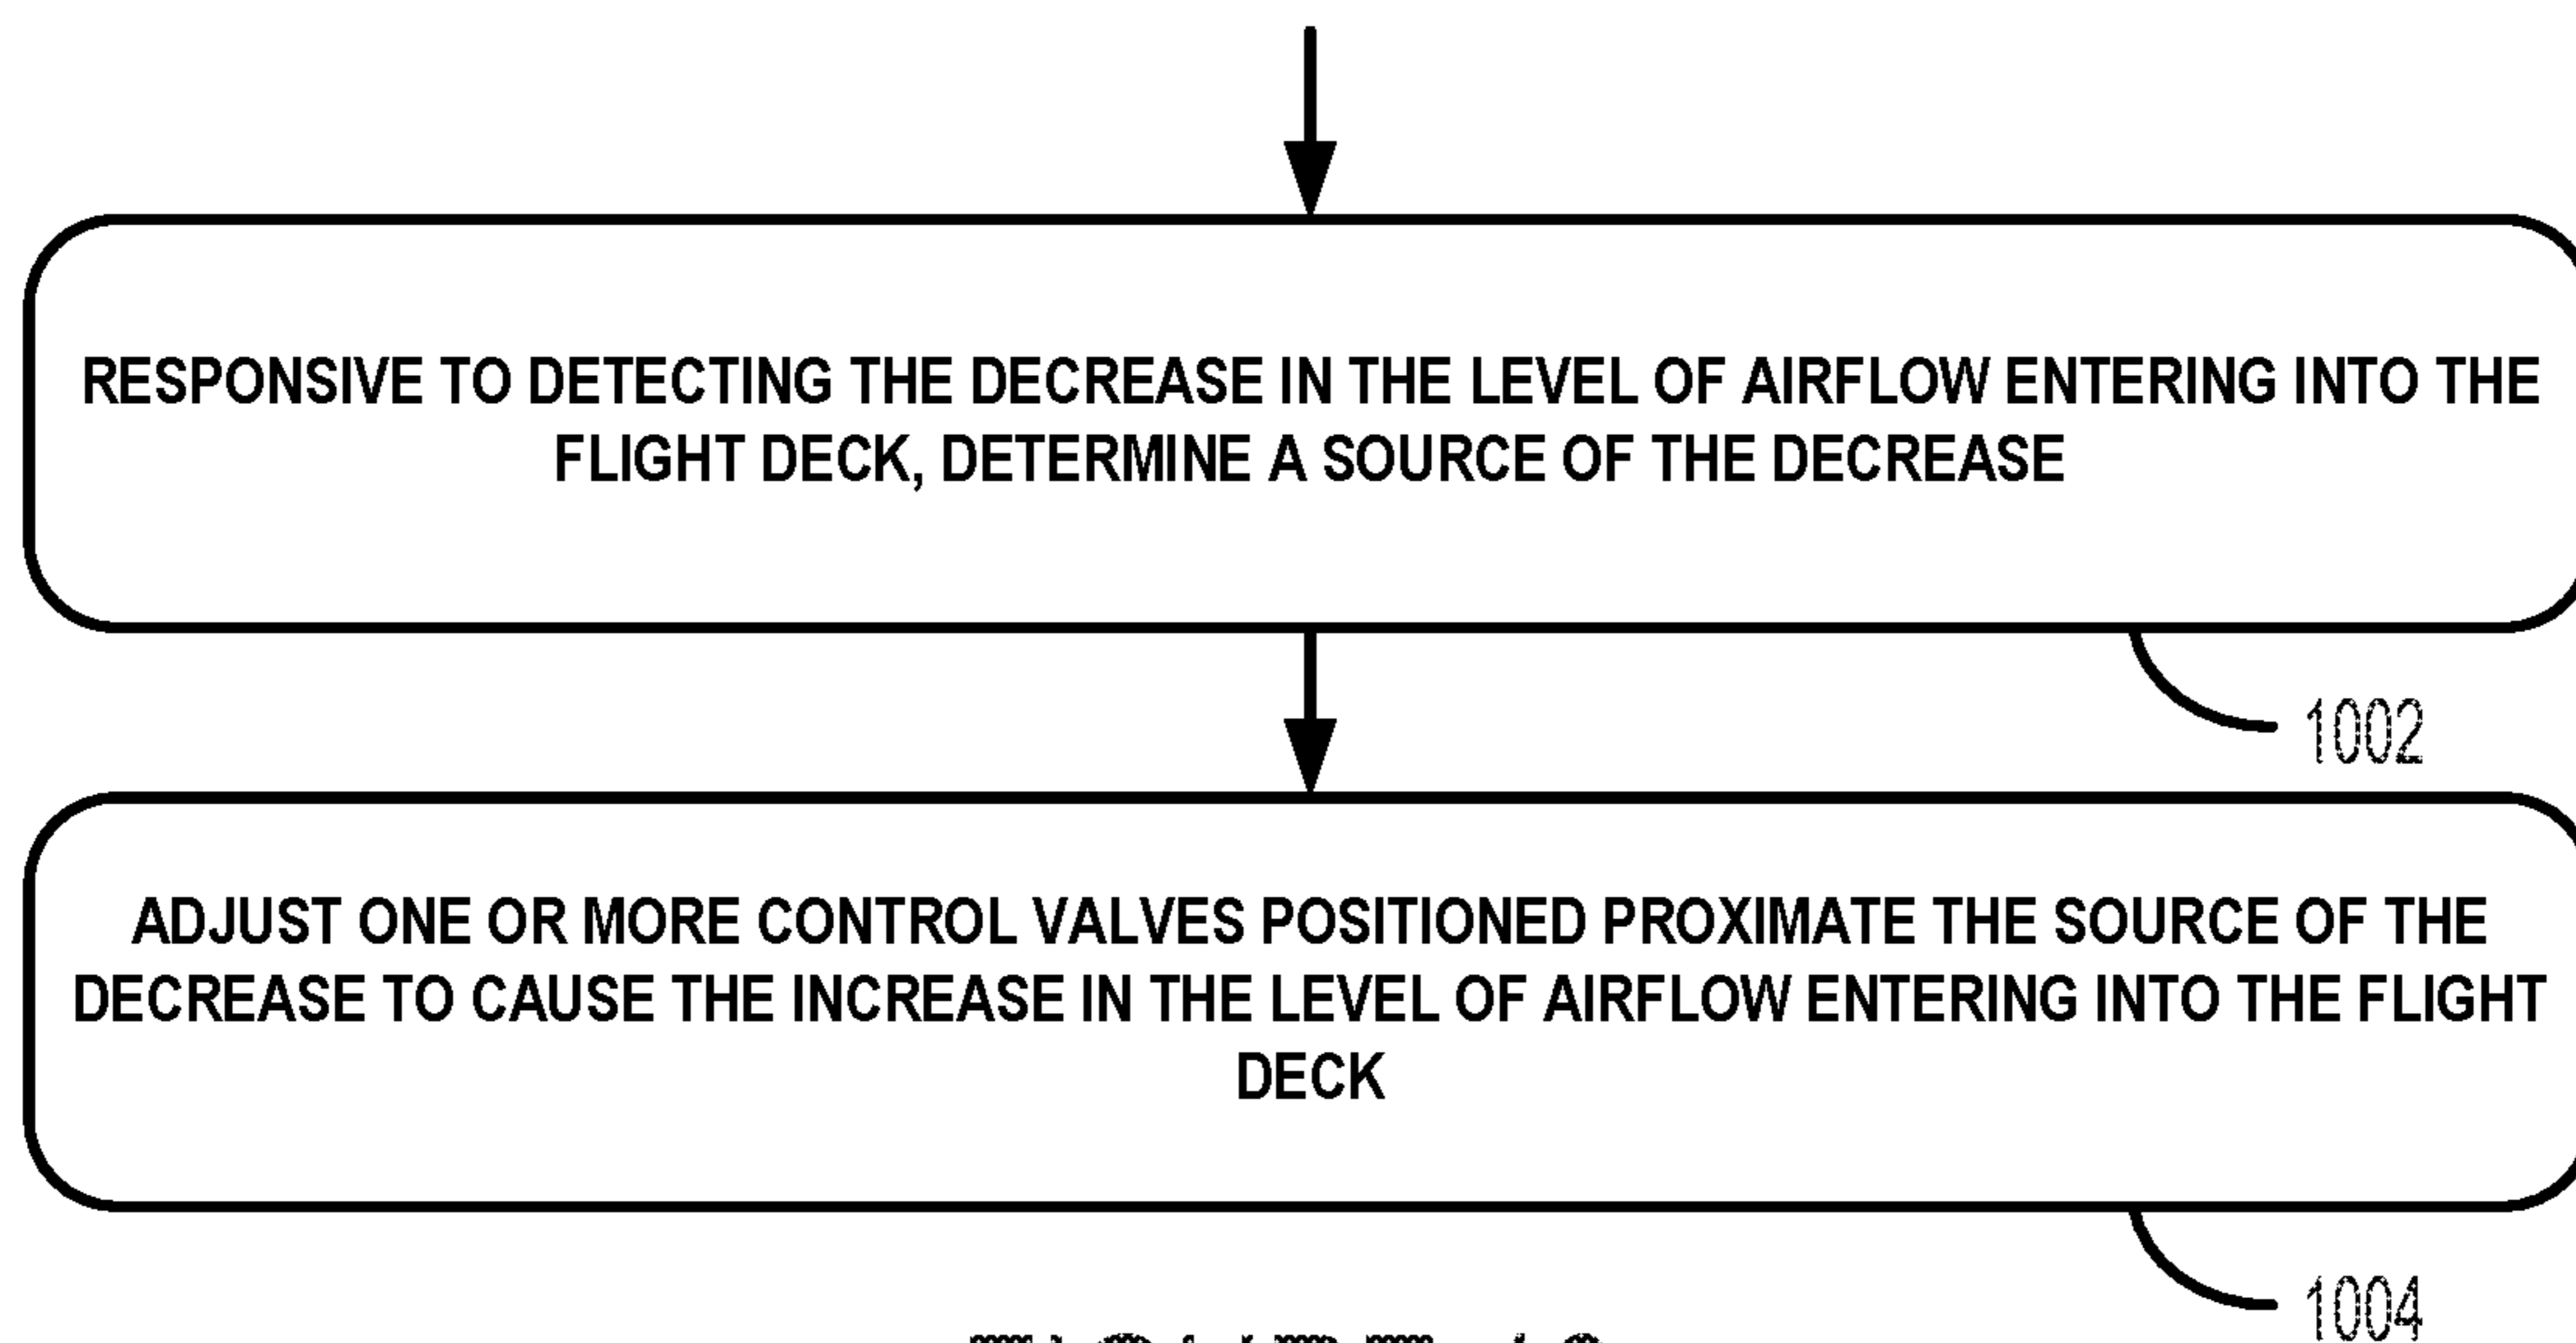 RESPONSIVE TO DETECTING THE DECREASE IN THE LEVEL OF AIRFLOW ENTERING INTO THE
FLIGHT DECK, DETERMINE A SOURCE OF THE DECREASE
1002
ADJUST ONE OR MORE CONTROL VALVES POSITIONED PROXIMATE THE SOURCE OF THE
DECREASE TO CAUSE THE INCREASE IN THE LEVEL OF AIRFLOW ENTERING INTO THE FLIGHT
DECK
1004